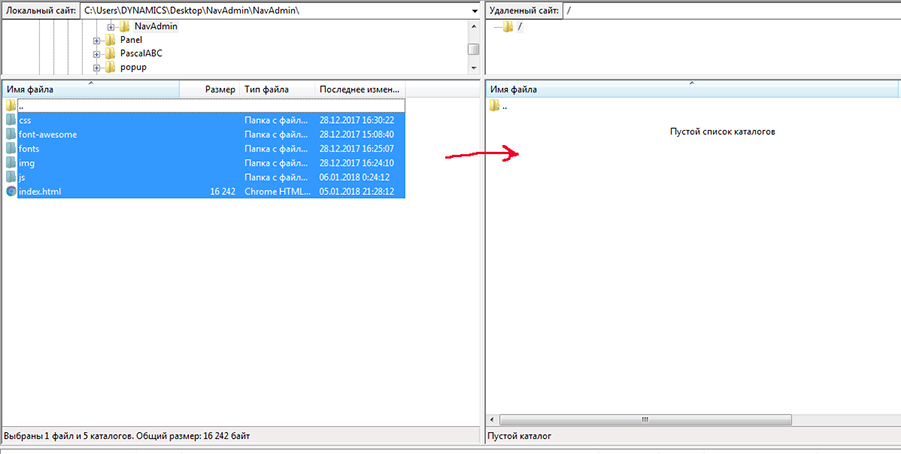 Локальный сайт: C:\Users\DYNAMICS\Desktop\NavAdmin\NavAdmin\
NavAdmin
Panel
PascalABC
popup
Имя файла Размер Тип файла Последнее измен...
..
css Папка с файл... 28.12.2017 16:30:22
font-awesome Папка с файл... 28.12.2017 15:08:40
fonts Папка с файл... 28.12.2017 16:25:07
img Папка с файл... 28.12.2017 16:24:10
js Папка с файл... 06.01.2018 0:24:12
index.html 16 242 Chrome HTML... 05.01.2018 21:28:12
Выбраны 1 файл и 5 каталогов. Общий размер: 16 242 байт
Удаленный сайт: /
/
Имя файла
..
Пустой список каталогов
Пустой каталог